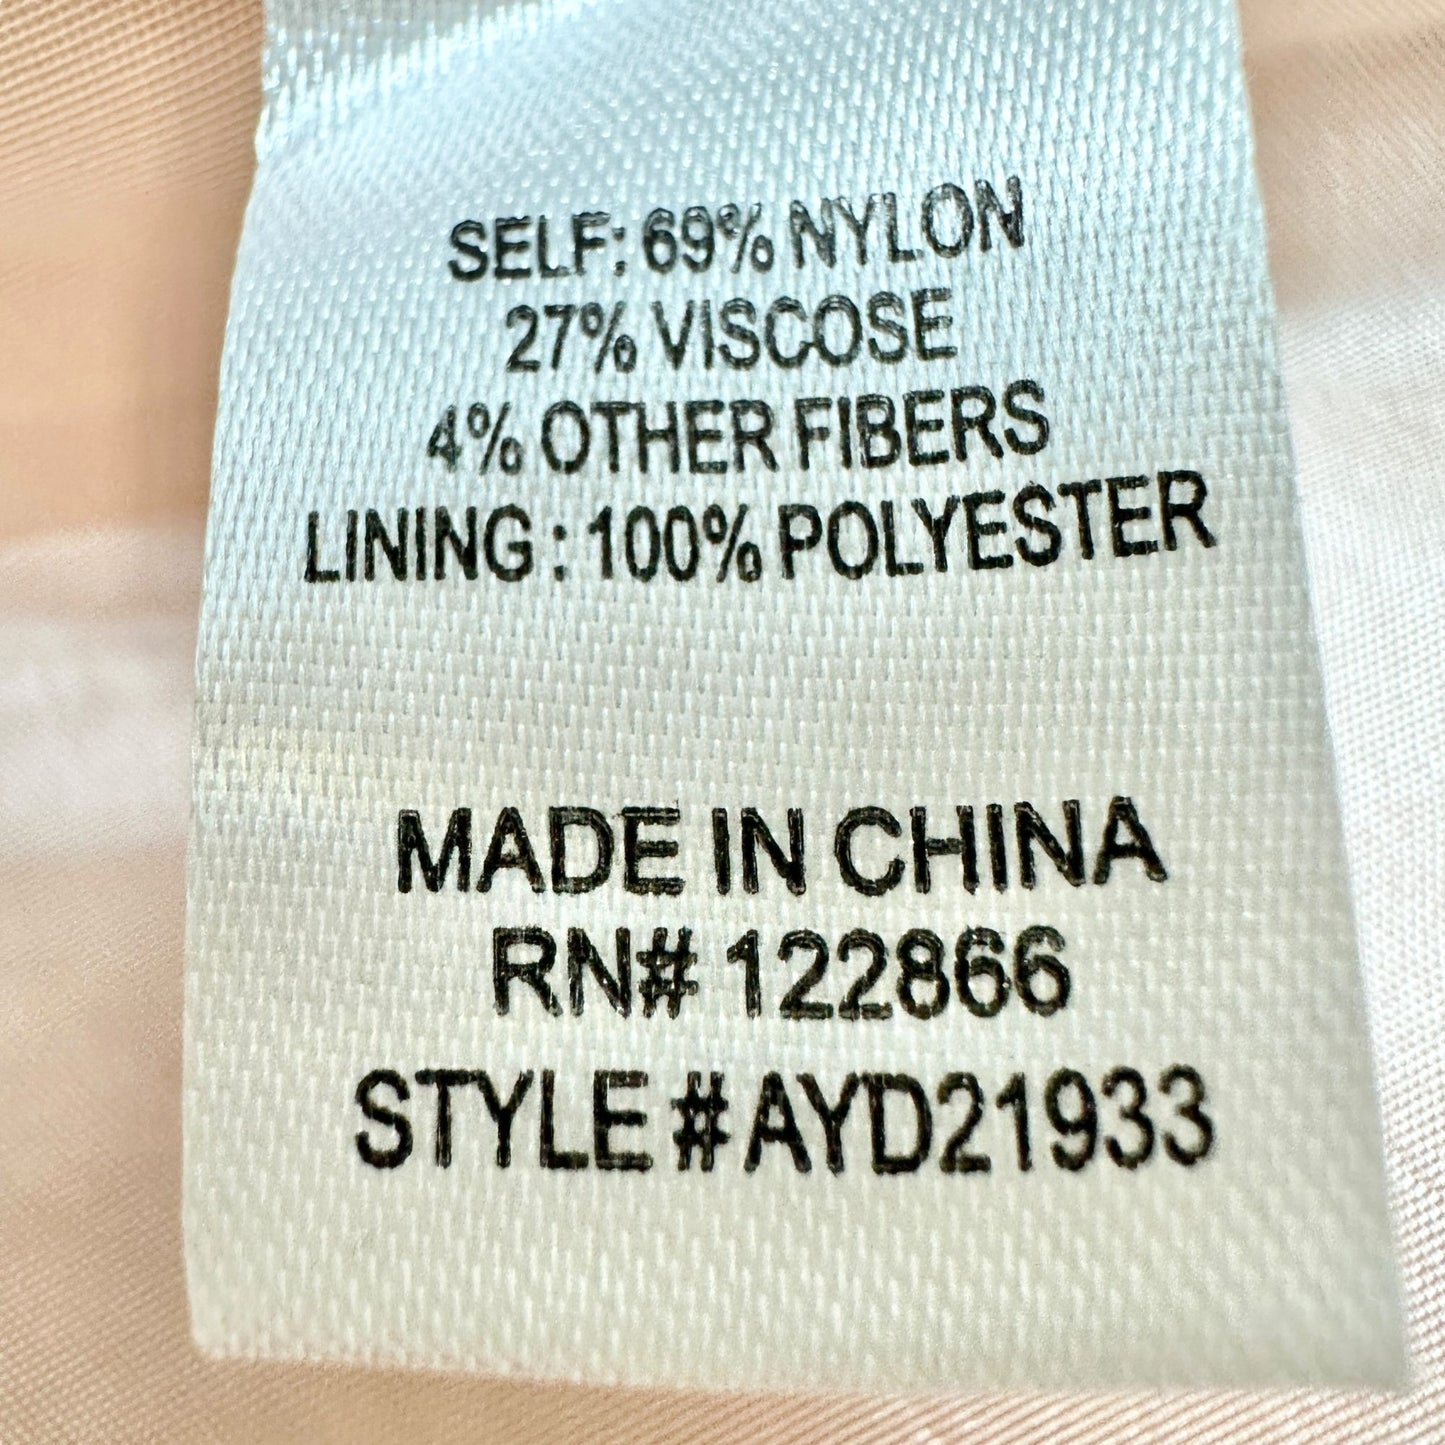 SELF: 69% NYLON
27% VISCOSE
4% OTHER FIBERS
LINING : 100% POLYESTER
MADE IN CHINA
RN# 122866
STYLE # AYD21933